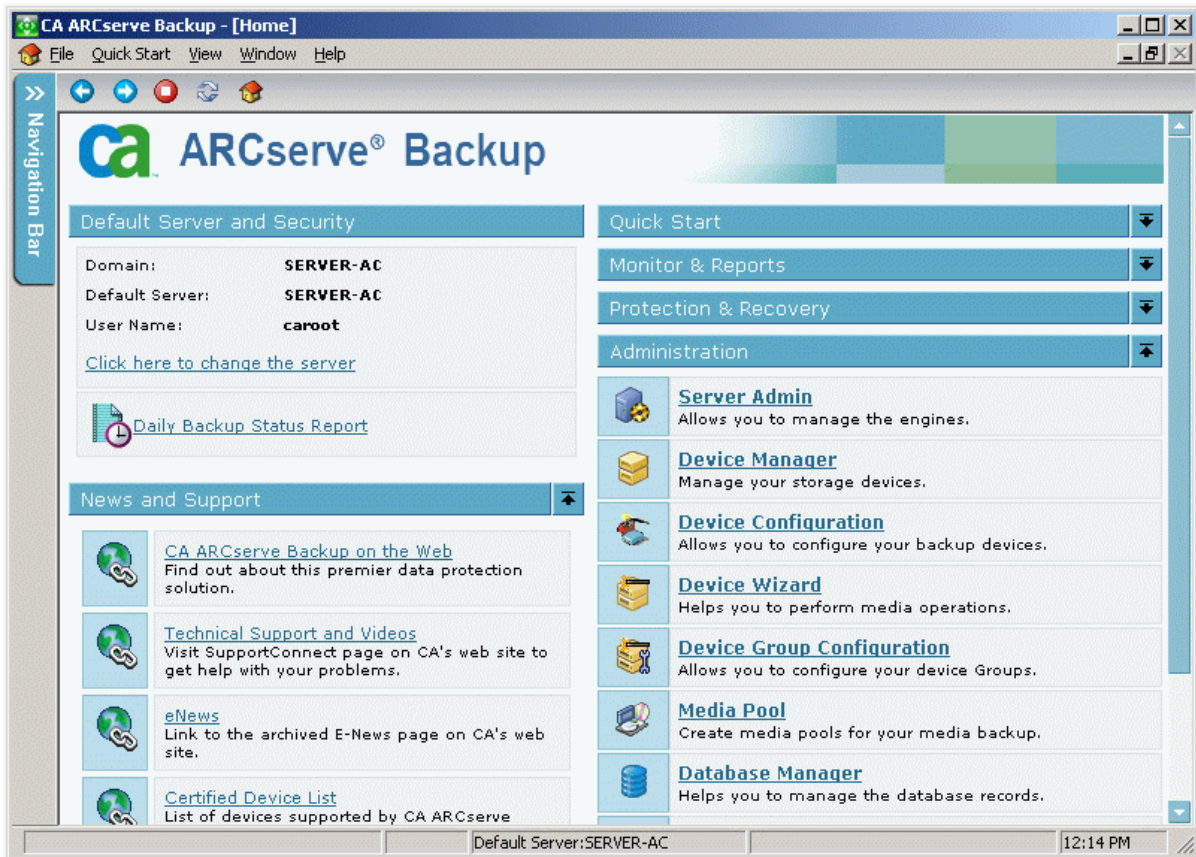 CA ARCserve Backup - [Home]
File Quick Start View Window Help
Navigation Bar
ca ARCserve® Backup
Default Server and Security
Domain: SERVER-AC
Default Server: SERVER-AC
User Name: caroot
Click here to change the server
Daily Backup Status Report
News and Support
CA ARCserve Backup on the Web
Find out about this premier data protection
solution.
Technical Support and Videos
Visit SupportConnect page on CA's web site to
get help with your problems.
eNews
Link to the archived E-News page on CA's web
site.
Certified Device List
List of devices supported by CA ARCserve
Quick Start
Monitor & Reports
Protection & Recovery
Administration
Server Admin
Allows you to manage the engines.
Device Manager
Manage your storage devices.
Device Configuration
Allows you to configure your backup devices.
Device Wizard
Helps you to perform media operations.
Device Group Configuration
Allows you to configure your device Groups.
Media Pool
Create media pools for your media backup.
Database Manager
Helps you to manage the database records.
Default Server:SERVER-AC
12:14 PM